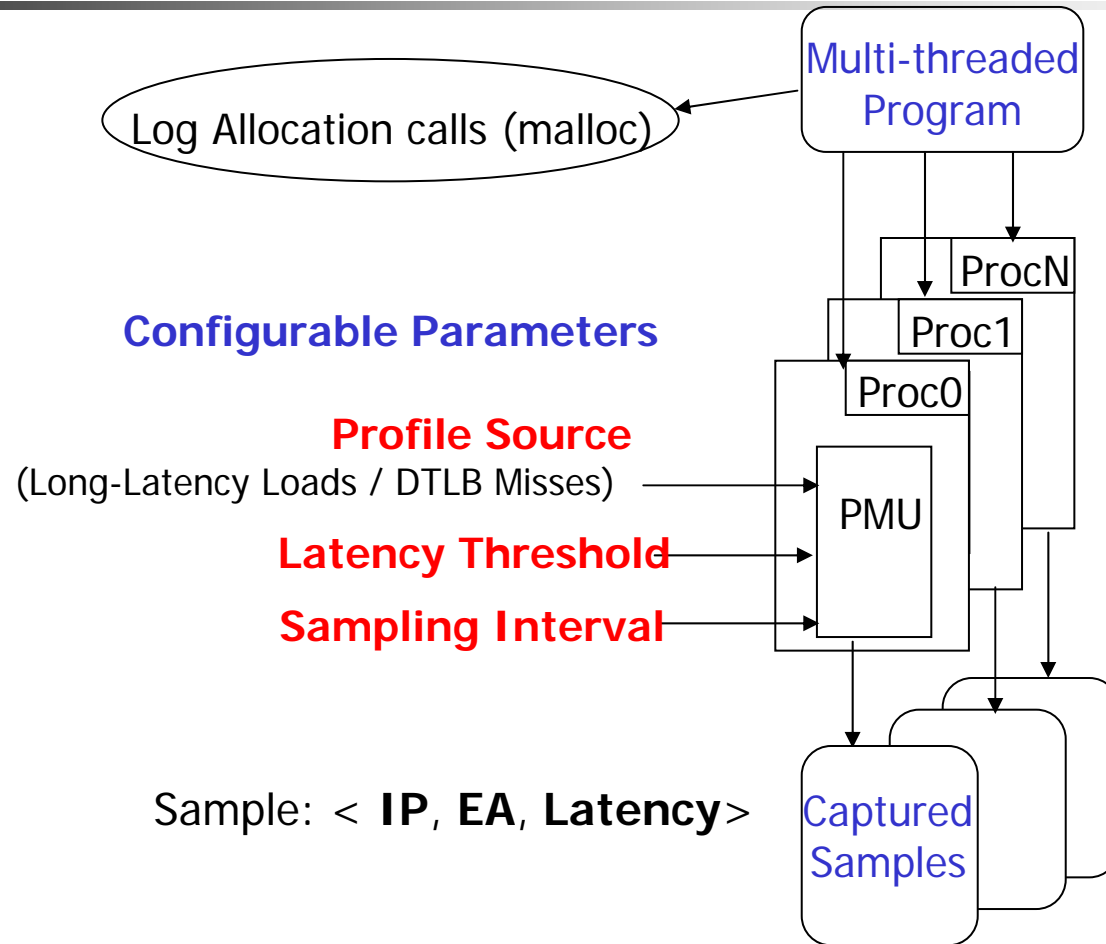 Multi-threaded
Program
Log Allocation calls (malloc)
ProcN
Proc1
Proc0
Configurable Parameters
Profile Source
(Long-Latency Loads / DTLB Misses)
PMU
Latency Threshold
Sampling Interval
Sample: < IP, EA, Latency>
Captured
Samples